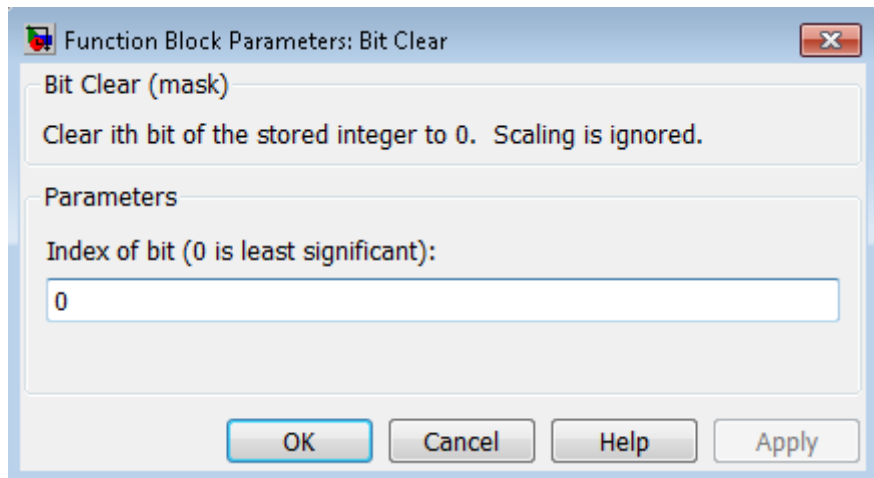 Function Block Parameters: Bit Clear
Bit Clear (mask)
Clear ith bit of the stored integer to 0.  Scaling is ignored.
Parameters
Index of bit (0 is least significant):
0
OK Cancel Help Apply